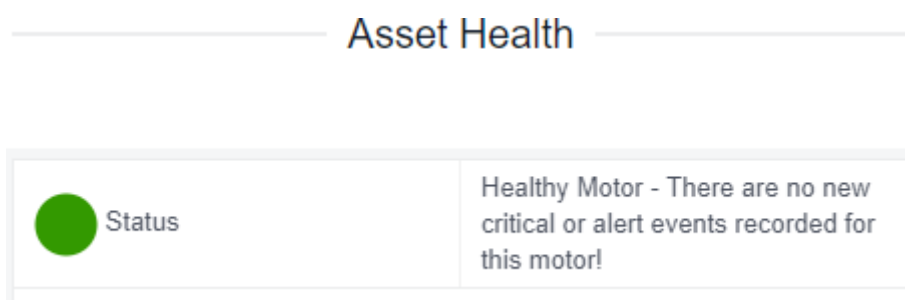 Asset Health
Status
Healthy Motor - There are no new
critical or alert events recorded for
this motor!